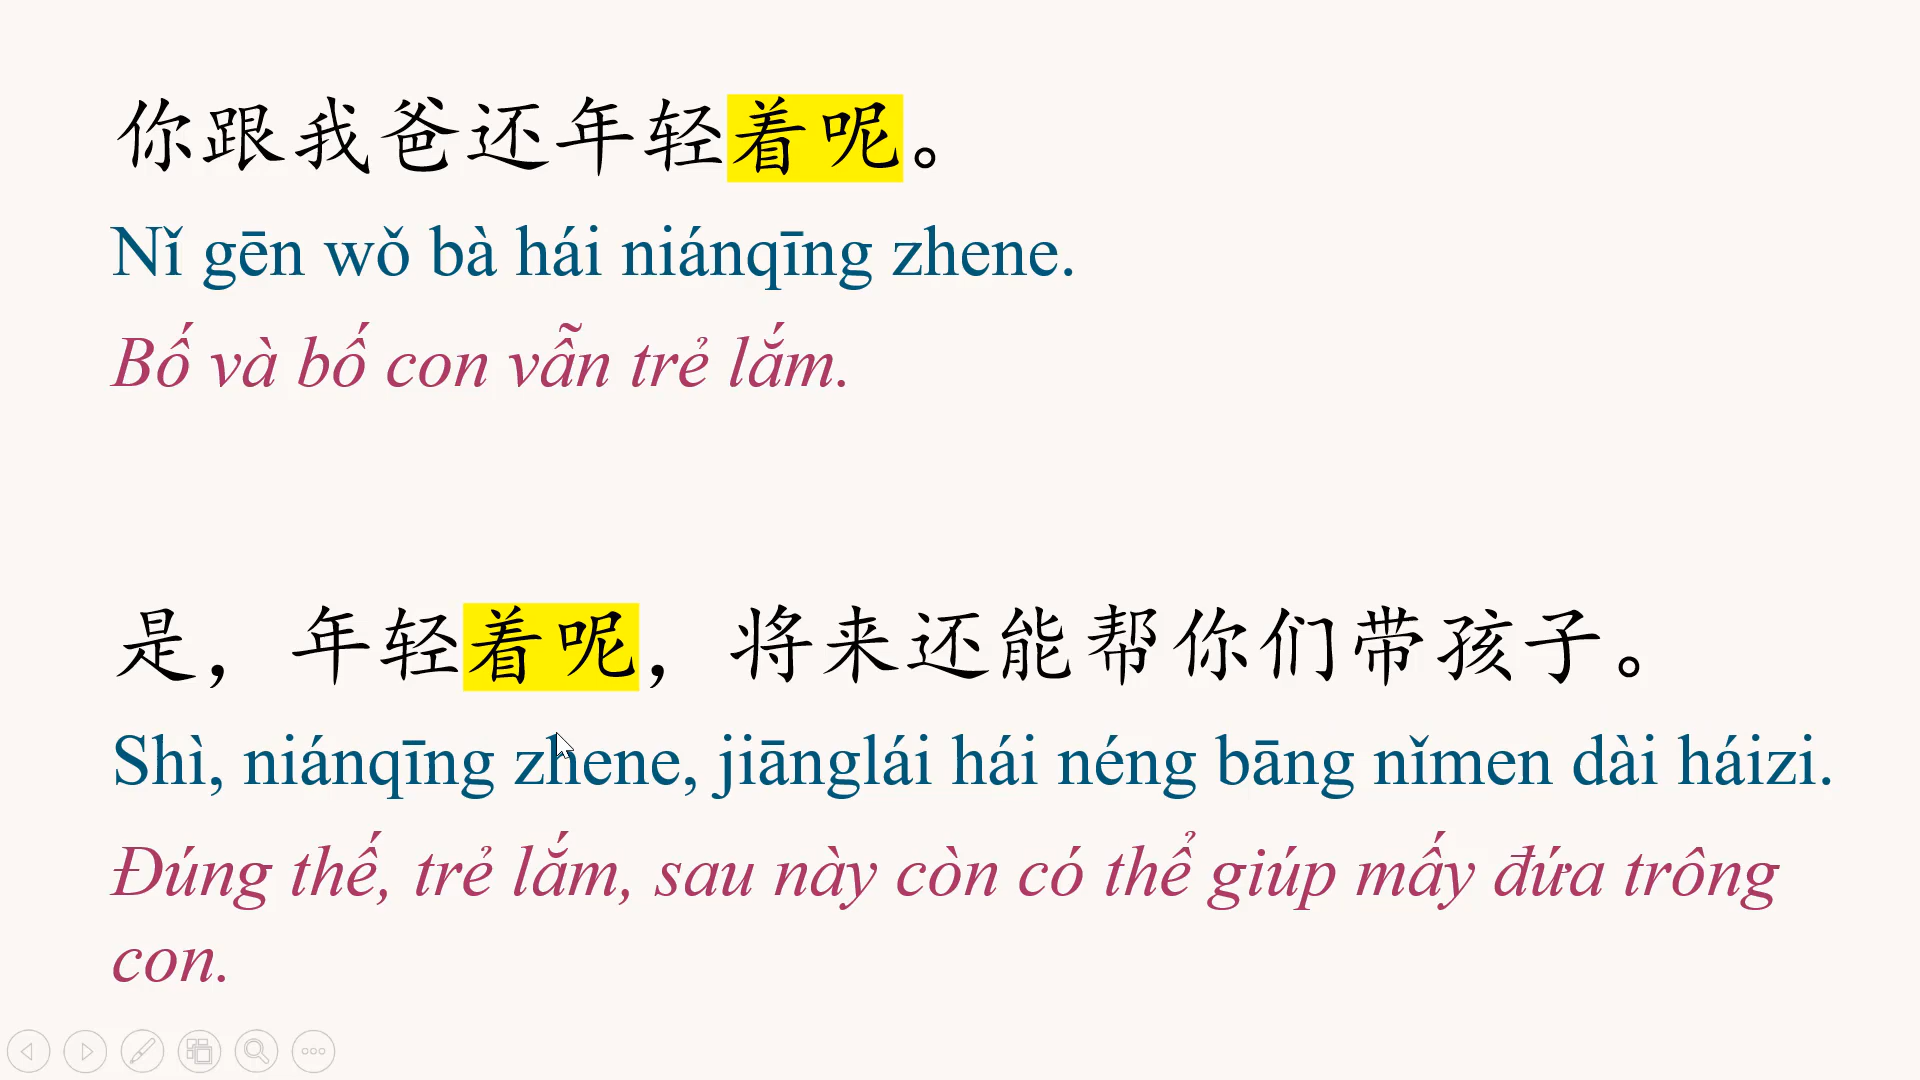 你跟我爸还年轻着呢。
Nǐ gēn wǒ bà hái niánqīng zhene.
Bố và bố con vẫn trẻ lắm.
是，年轻着呢，将来还能帮你们带孩子。
Shì, niánqīng zhene, jiānglái hái néng bāng nǐmen dài háizi.
Đúng thế, trẻ lắm, sau này còn có thể giúp mấy đứa trông
con.